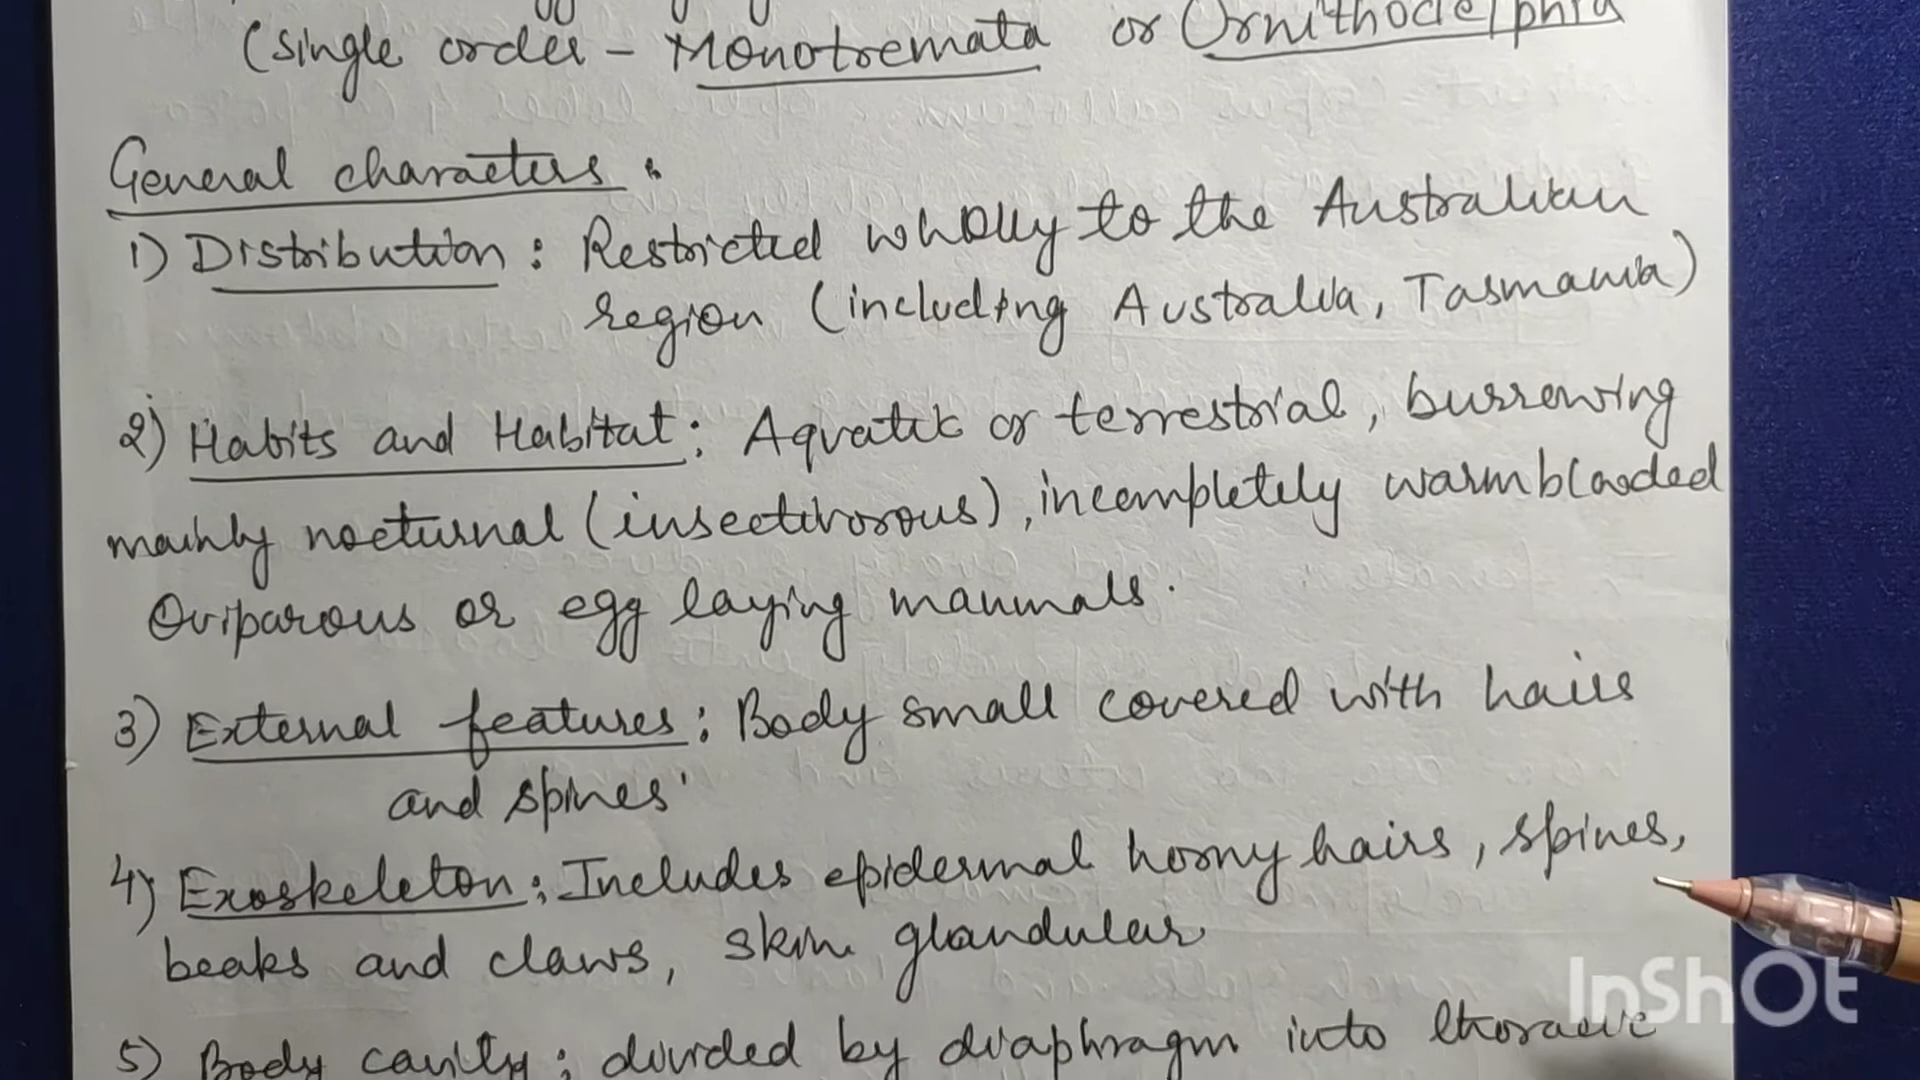 (single order - Monotremata or Ornithodelphia
General characters :
1) Distribution : Restricted wholly to the Australian
region (including Australia, Tasmania)
2) Habits and Habitat : Aquatic or terrestrial, burrowing
mainly nocturnal (insectivorous), incompletely warmblooded
Oviparous or egg laying mammals.
3) External features : Body small covered with hairs
and spines.
4) Exoskeleton : Includes epidermal horny hairs, spines,
beaks and claws, skin glandular
5) Body cavity : divided by diaphragm into thoracic
InShOt